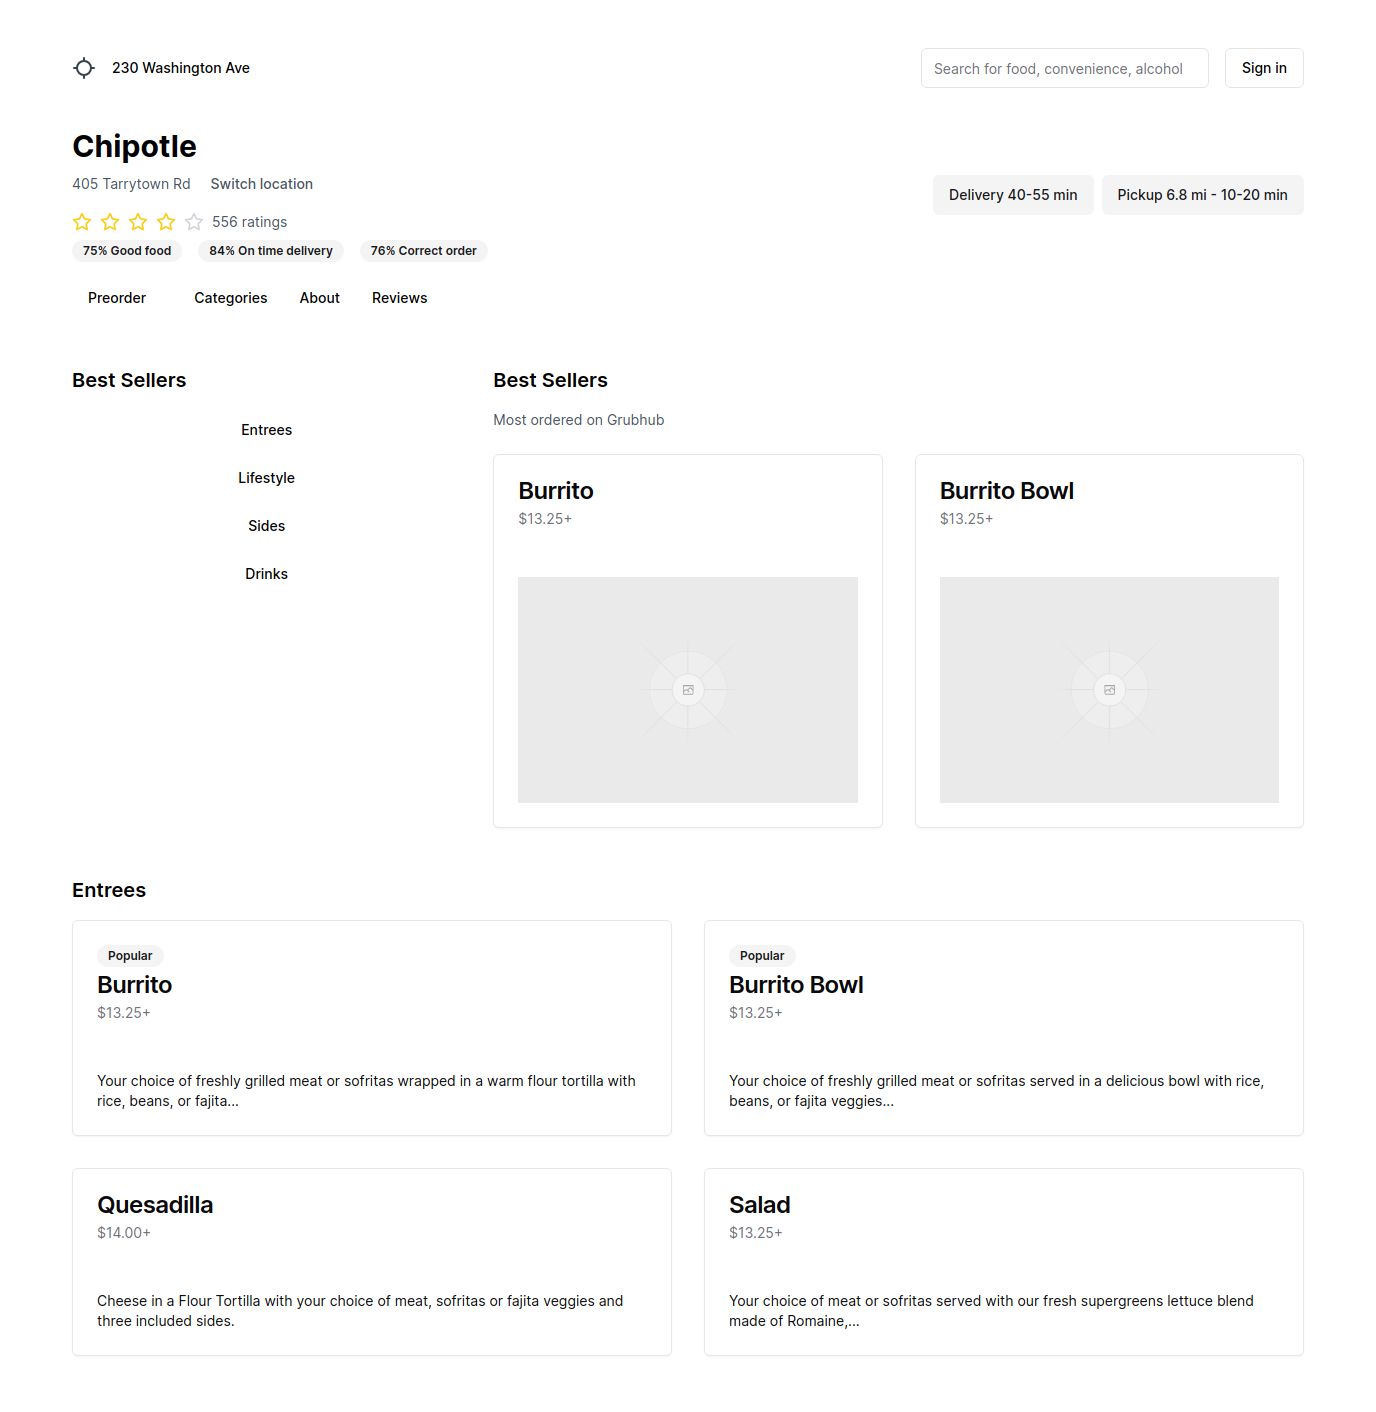 230 Washington Ave
Search for food, convenience, alcohol
Sign in
Chipotle
405 Tarrytown Rd Switch location
Delivery 40-55 min
Pickup 6.8 mi - 10-20 min
556 ratings
75% Good food
84% On time delivery
76% Correct order
Preorder
Categories
About
Reviews
Best Sellers
Entrees
Lifestyle
Sides
Drinks
Best Sellers
Most ordered on Grubhub
Burrito
$13.25+
Burrito Bowl
$13.25+
Entrees
Popular
Burrito
$13.25+
Your choice of freshly grilled meat or sofritas wrapped in a warm flour tortilla with
rice, beans, or fajita...
Popular
Burrito Bowl
$13.25+
Your choice of freshly grilled meat or sofritas served in a delicious bowl with rice,
beans, or fajita veggies...
Quesadilla
$14.00+
Cheese in a Flour Tortilla with your choice of meat, sofritas or fajita veggies and
three included sides.
Salad
$13.25+
Your choice of meat or sofritas served with our fresh supergreens lettuce blend
made of Romaine,...